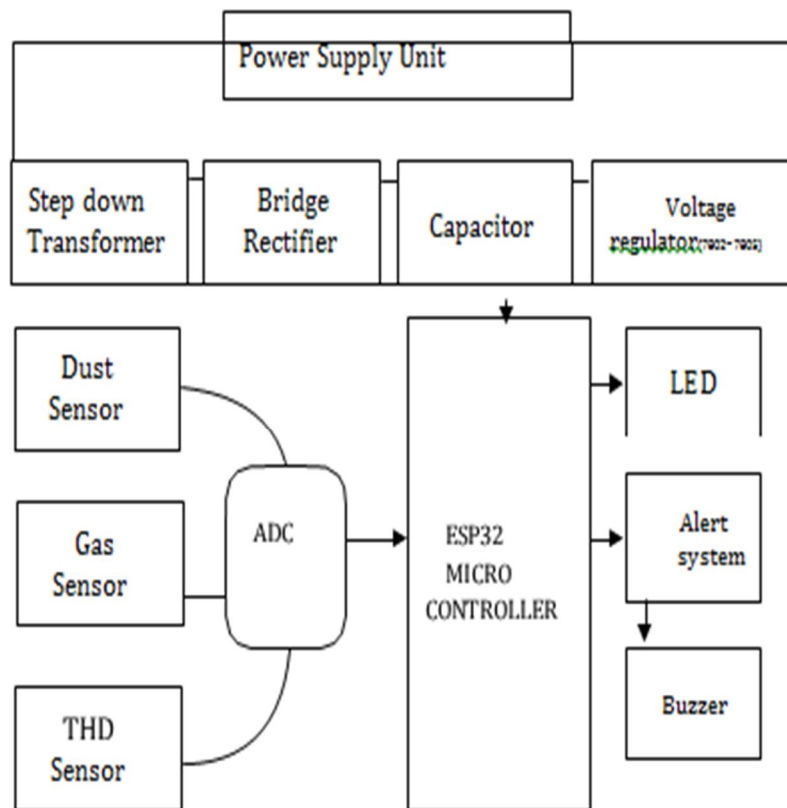 Power Supply Unit
Step down
Transformer
Bridge
Rectifier
Capacitor
Voltage
regulator
Dust
Sensor
ADC
Gas
Sensor
THD
Sensor
ESP32
MICRO
CONTROLLER
LED
Alert
system
Buzzer